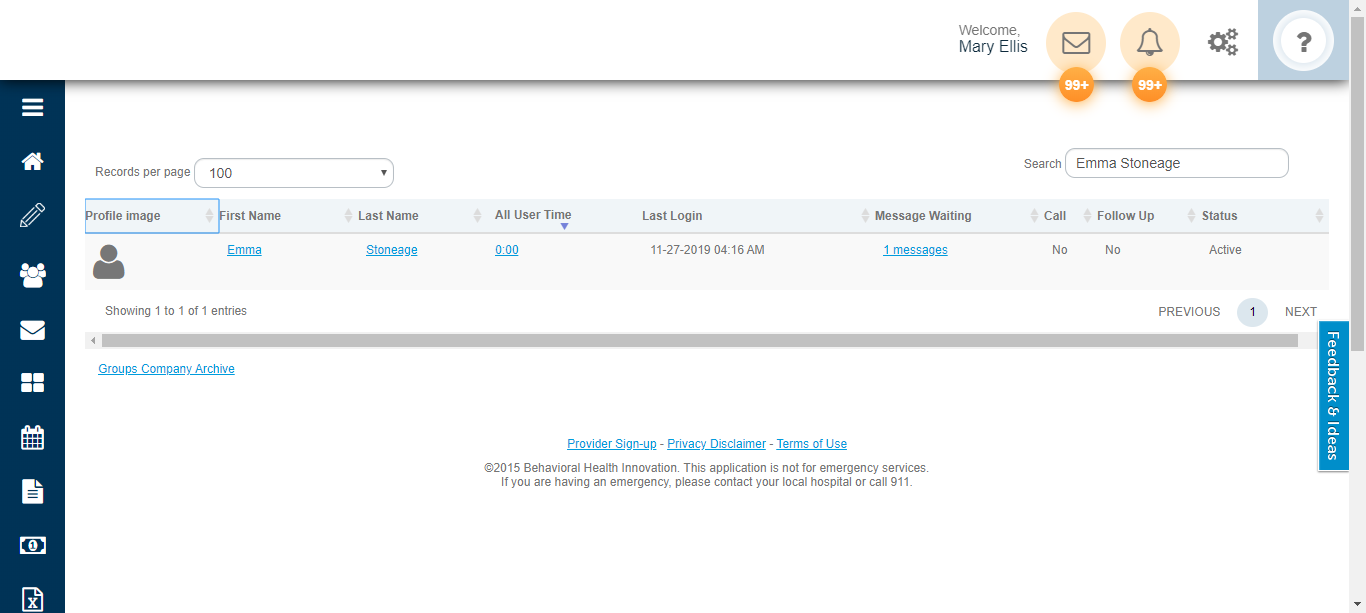 Welcome,
Mary Ellis
99+ 99+
?
Records per page 100
Search Emma Stoneage
Profile image First Name Last Name All User Time Last Login Message Waiting Call Follow Up Status
Emma Stoneage 0:00 11-27-2019 04:16 AM 1 messages No No Active
Showing 1 to 1 of 1 entries
PREVIOUS 1 NEXT
Feedback & Ideas
Groups Company Archive
Provider Sign-up - Privacy Disclaimer - Terms of Use
©2015 Behavioral Health Innovation. This application is not for emergency services.
If you are having an emergency, please contact your local hospital or call 911.